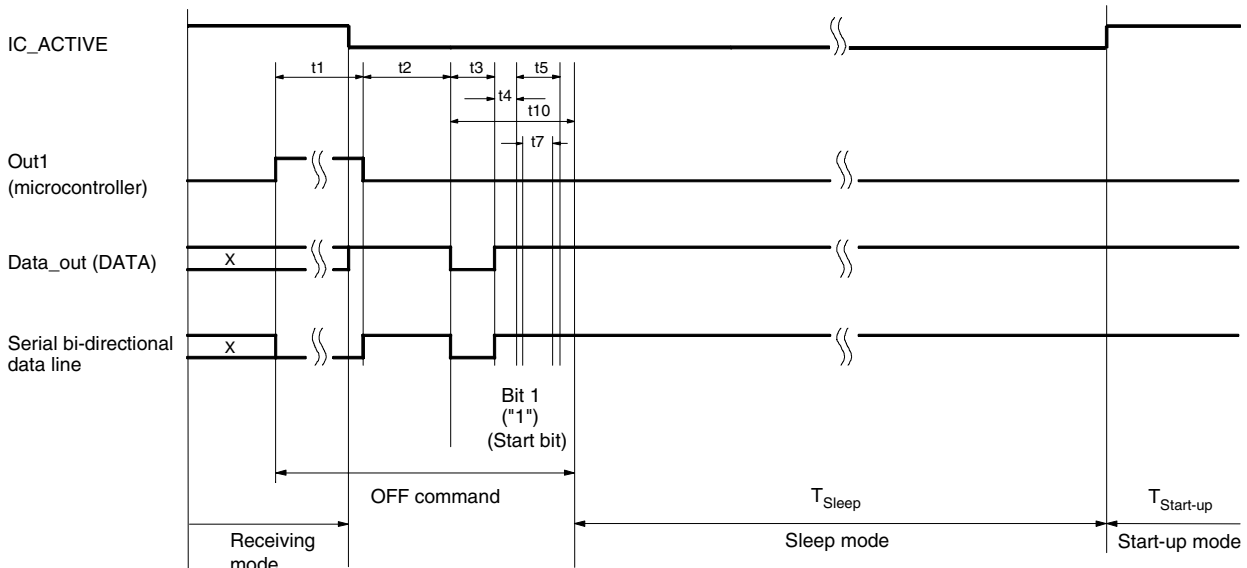 IC_ACTIVE
t1
t2
t3
t5
t4
t10
t7
Out1
(microcontroller)
Data_out (DATA)
X
Serial bi-directional
data line
X
Bit 1
("1")
(Start bit)
OFF command
TSleep
TStart-up
Receiving
mode
Sleep mode
Start-up mode